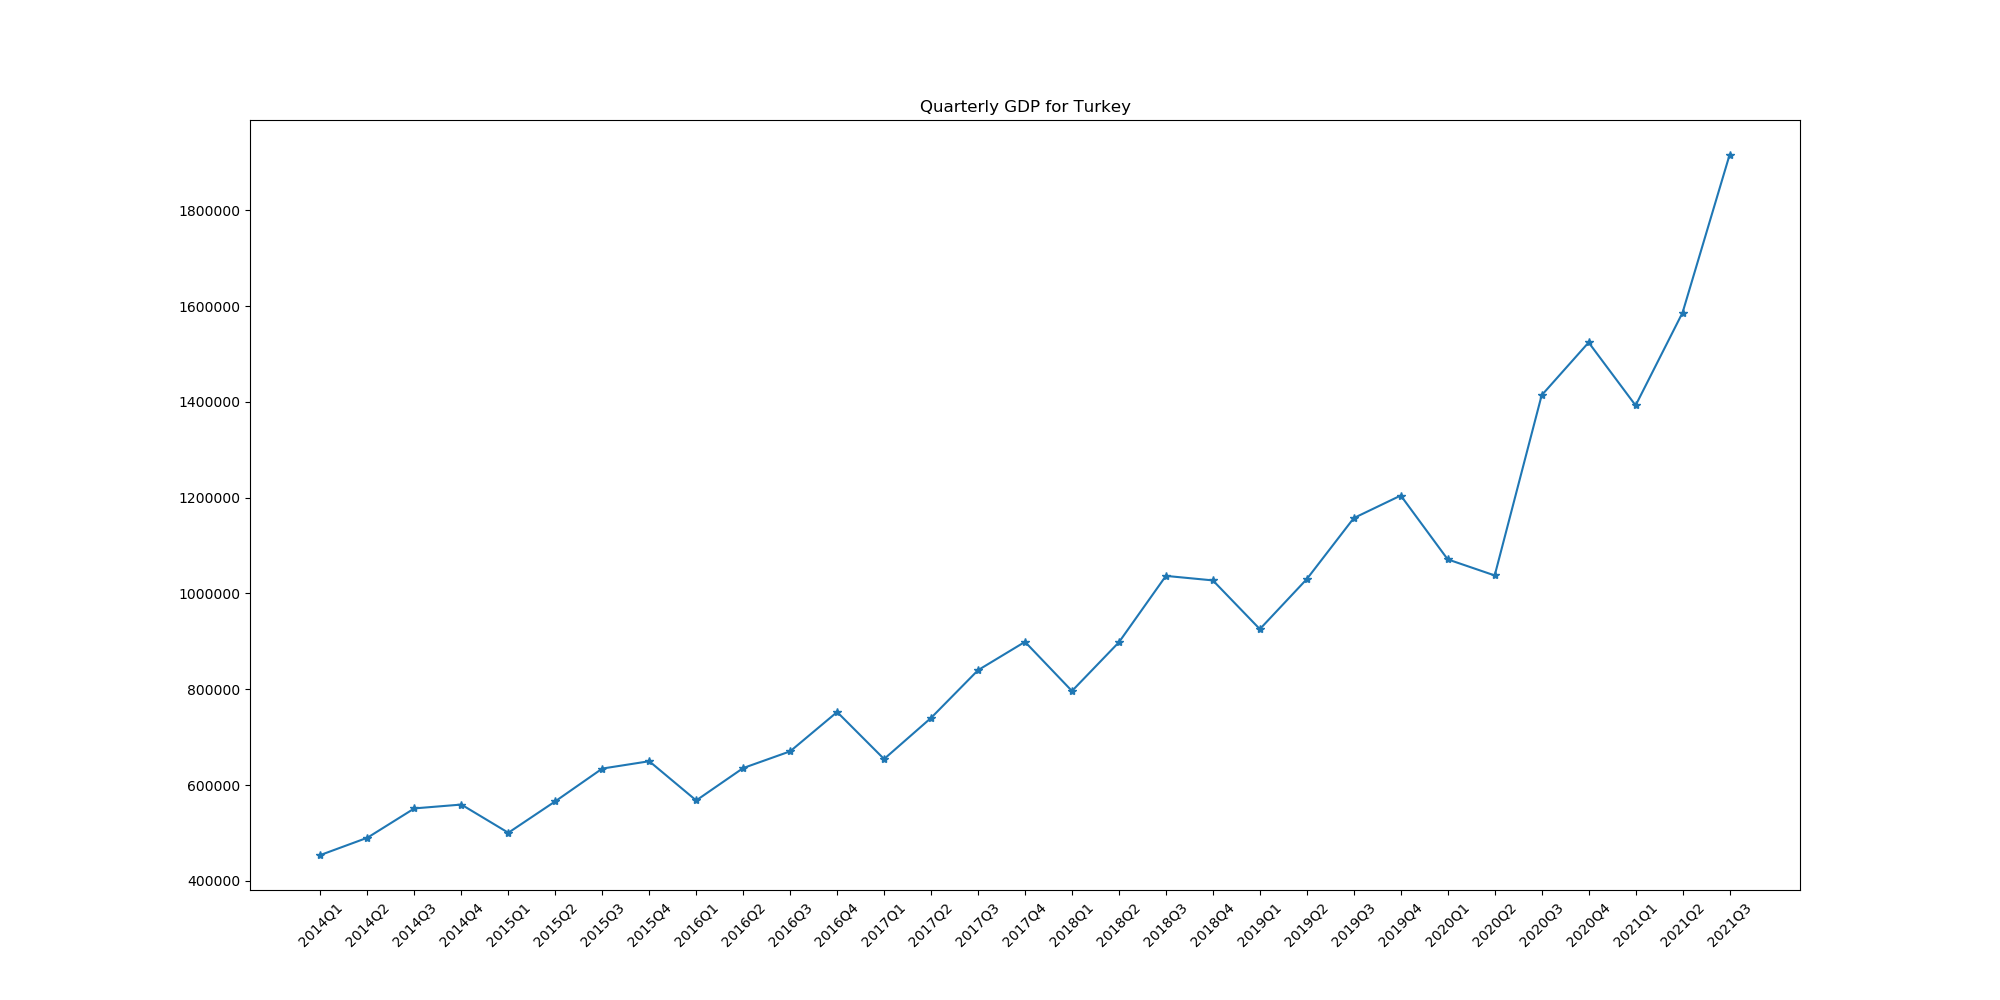 Quarterly GDP for Turkey
1800000
1600000
1400000
1200000
1000000
800000
600000
400000
2014Q1
2014Q2
2014Q3
2014Q4
2015Q1
2015Q2
2015Q3
2015Q4
2016Q1
2016Q2
2016Q3
2016Q4
2017Q1
2017Q2
2017Q3
2017Q4
2018Q1
2018Q2
2018Q3
2018Q4
2019Q1
2019Q2
2019Q3
2019Q4
2020Q1
2020Q2
2020Q3
2020Q4
2021Q1
2021Q2
2021Q3